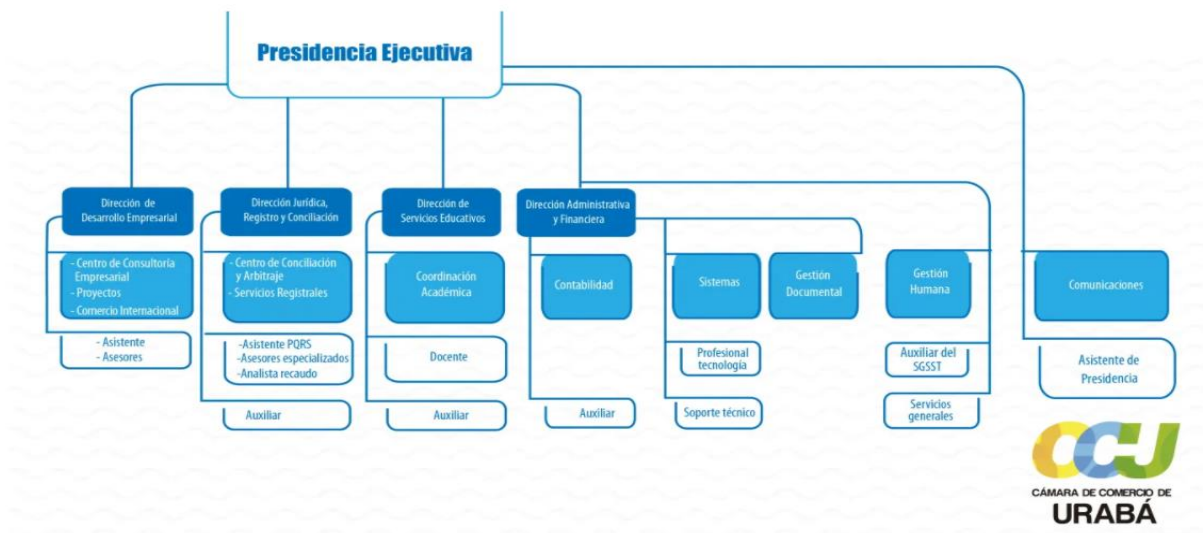 Presidencia Ejecutiva
Dirección de
Desarrollo Empresarial
Dirección Jurídica,
Registro y Conciliación
Dirección de
Servicios Educativos
Dirección Administrativa
y Financiera
- Centro de Consultoría
Empresarial
- Proyectos
- Comercio Internacional
- Centro de Conciliación
y Arbitraje
- Servicios Registrales
Coordinación
Académica
Contabilidad
Sistemas
Gestión
Documental
Gestión
Humana
Comunicaciones
- Asistente
- Asesores
-Asistente PQRS
-Asesores especializados
-Analista recaudo
Docente
Profesional
tecnología
Auxiliar del
SGSST
Asistente de
Presidencia
Auxiliar
Auxiliar
Auxiliar
Soporte técnico
Servicios
generales
CCU
CÁMARA DE COMERCIO DE
URABÁ